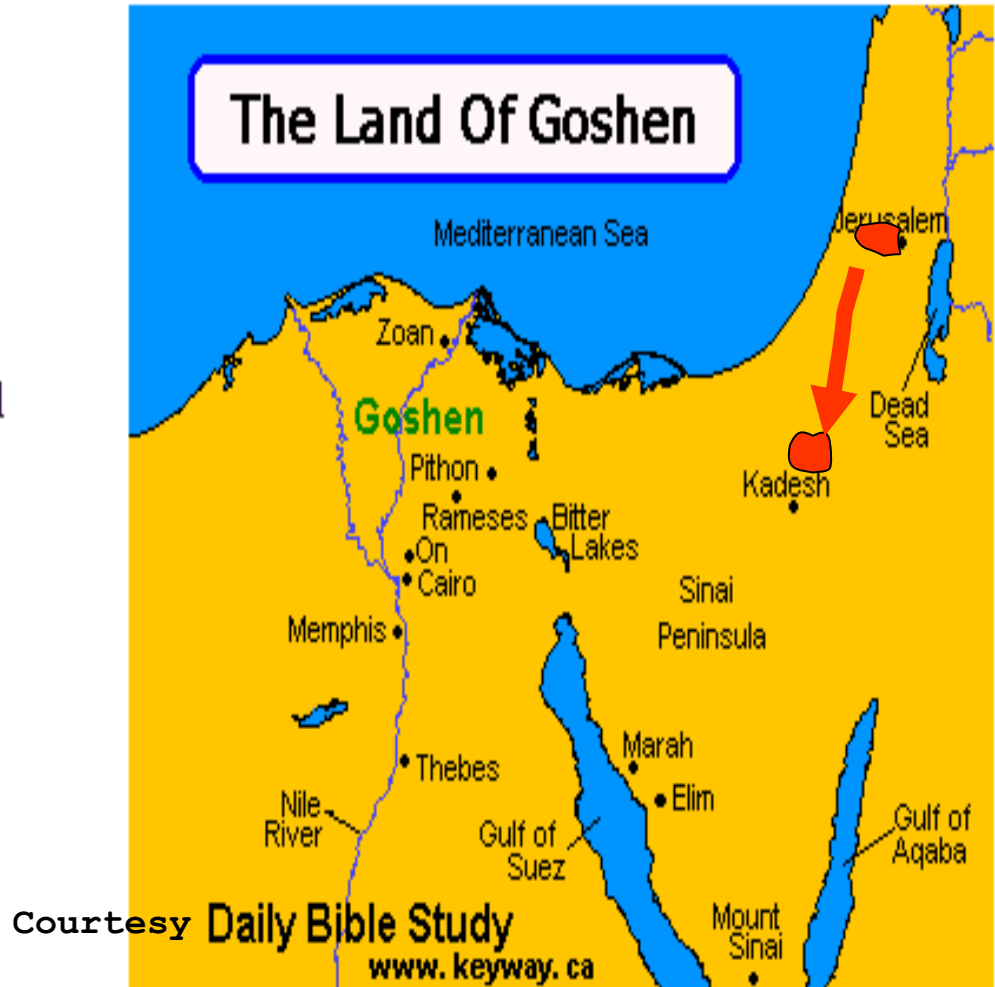 The Land Of Goshen
Jerusalem
Mediterranean Sea
Zoan
Dead
Sea
Goshen
Pithon
Kadesh
Rameses
Bitter
Lakes
On
Cairo
Sinai
Peninsula
Memphis
Marah
Thebes
Elim
Nile
River
Gulf of
Suez
Gulf of
Aqaba
Mount
Sinai
Courtesy Daily Bible Study
www.keyway.ca